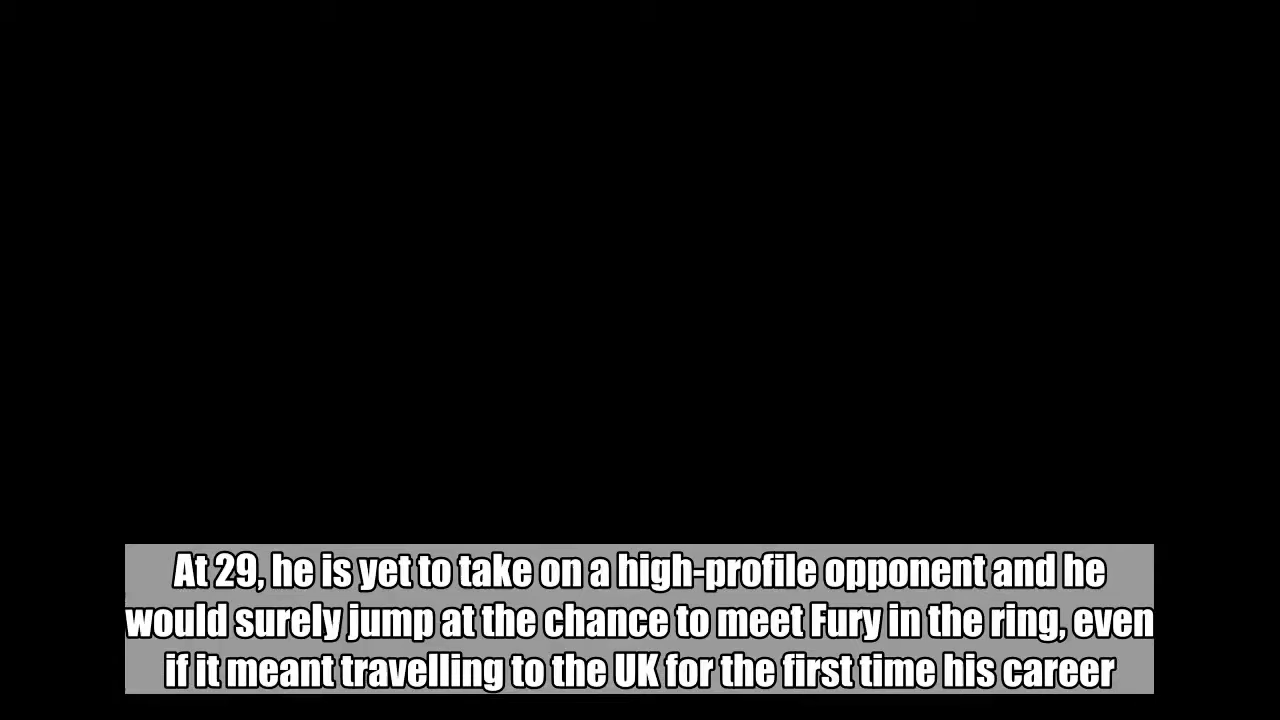 At 29, he is yet to take on a high-profile opponent and he
would surely jump at the chance to meet Fury in the ring, even
if it meant travelling to the UK for the first time his career